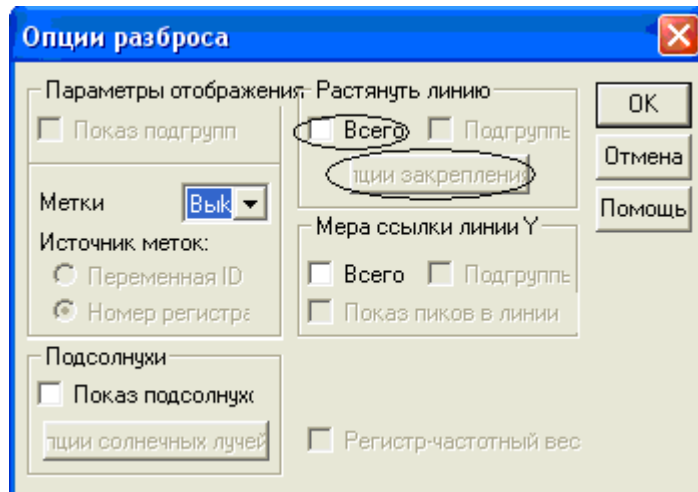 Опции разброса
Параметры отображения
Показ подгрупп
Метки
Вык
Источник меток:
Переменная ID
Номер регистра
Подсолнухи
Показ подсолнухо
пции солнечных лучей
Растянуть линию
Всего
Подгруппь
пции закрепления
Мера ссылки линии Y
Всего
Подгруппь
Показ пиков в линии
Регистр-частотный вес
OK
Отмена
Помощь